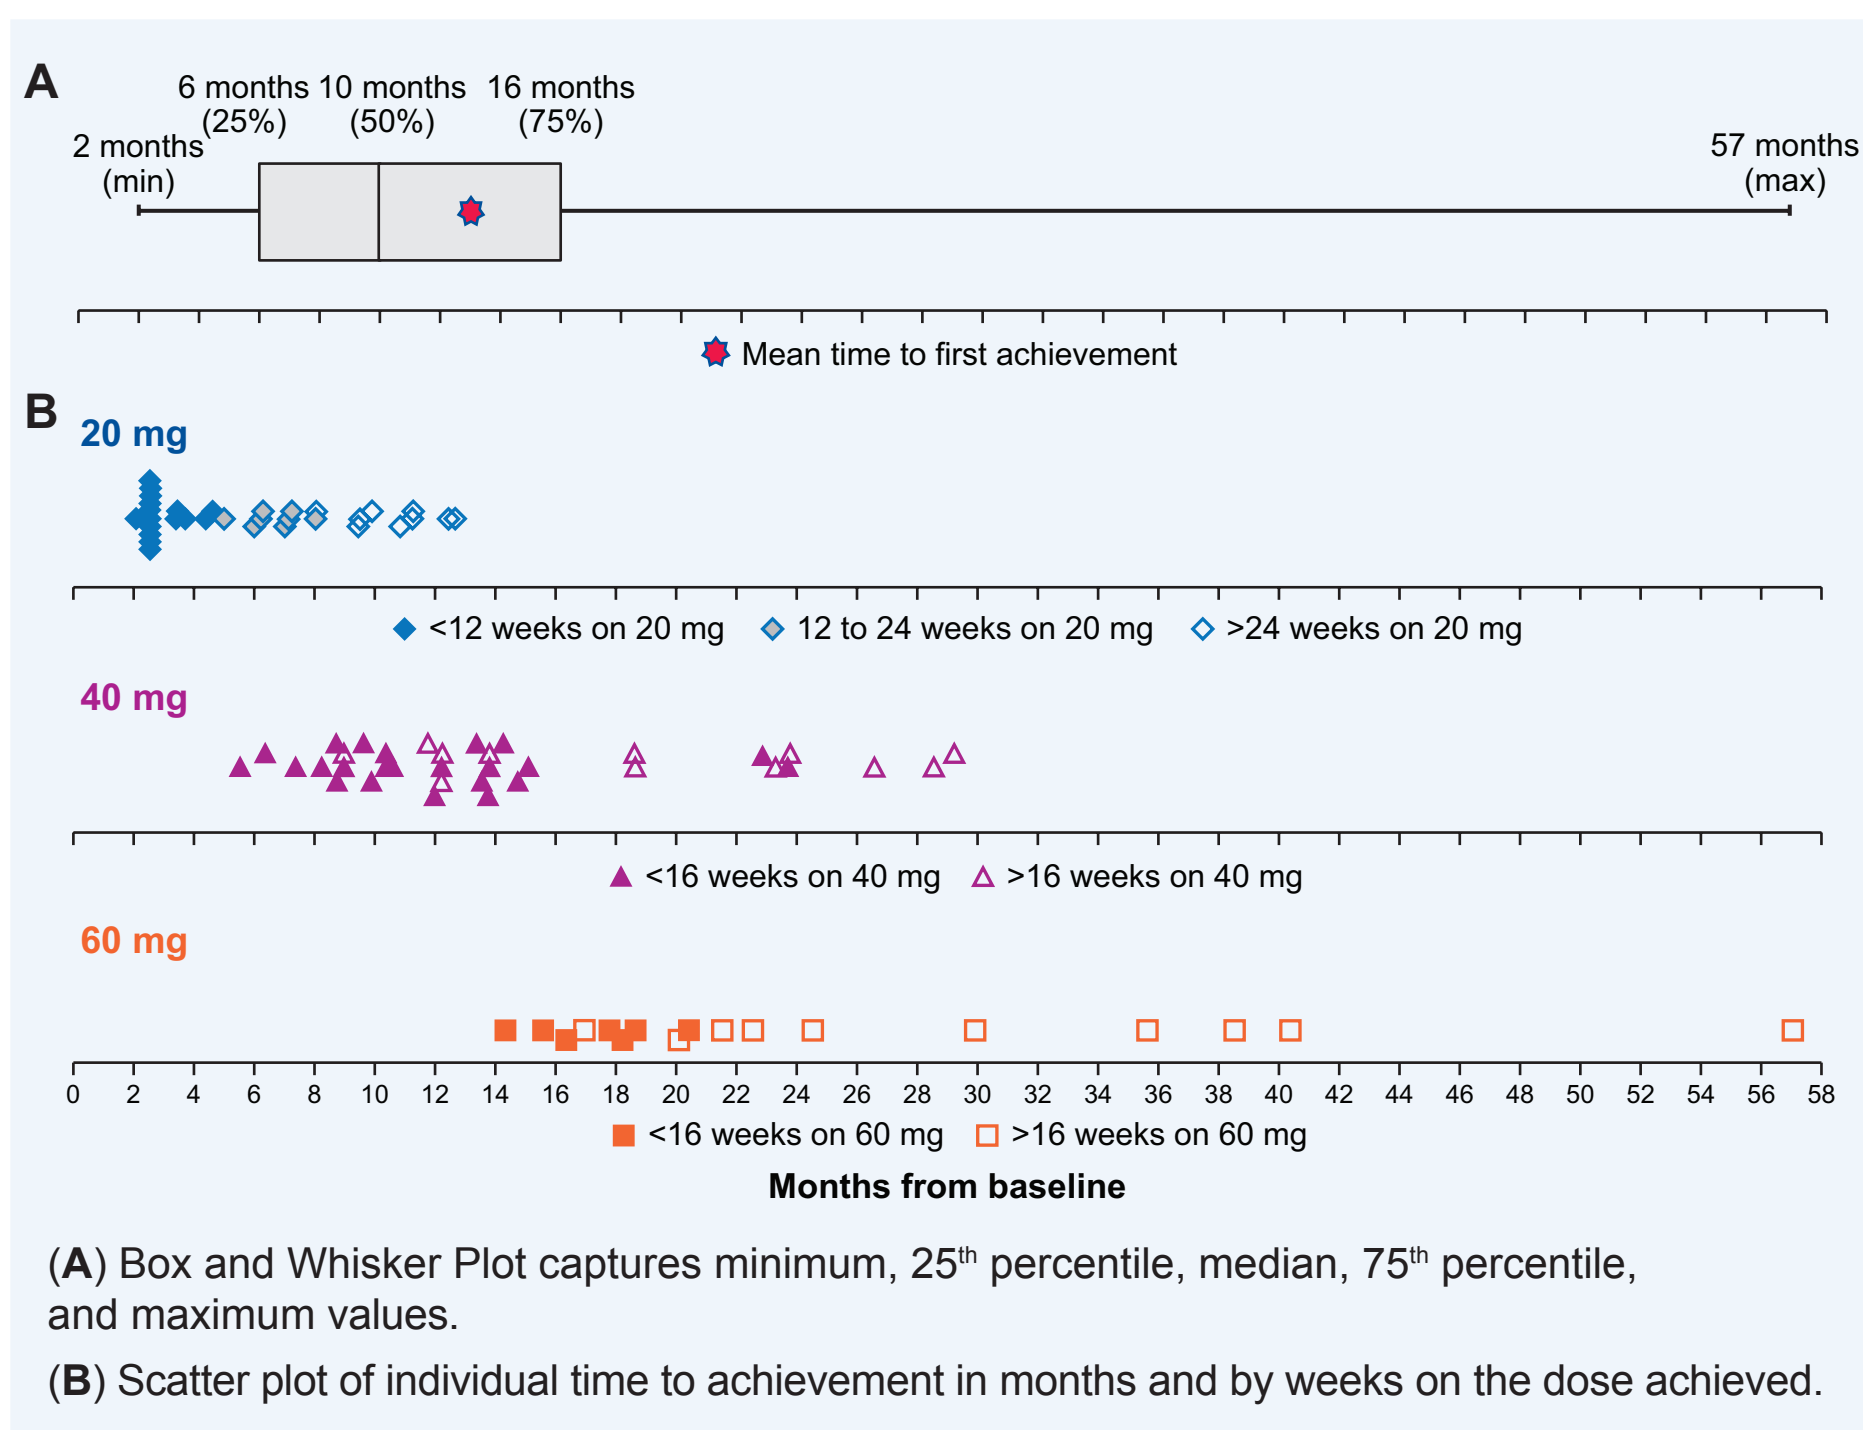 A
6 months 10 months 16 months
(25%) (50%) (75%)
2 months
(min)
57 months
(max)
Mean time to first achievement
B
20 mg
<12 weeks on 20 mg 12 to 24 weeks on 20 mg >24 weeks on 20 mg
40 mg
<16 weeks on 40 mg >16 weeks on 40 mg
60 mg
0 2 4 6 8 10 12 14 16 18 20 22 24 26 28 30 32 34 36 38 40 42 44 46 48 50 52 54 56 58
<16 weeks on 60 mg >16 weeks on 60 mg
Months from baseline
(A) Box and Whisker Plot captures minimum, 25th percentile, median, 75th percentile,
and maximum values.
(B) Scatter plot of individual time to achievement in months and by weeks on the dose achieved.